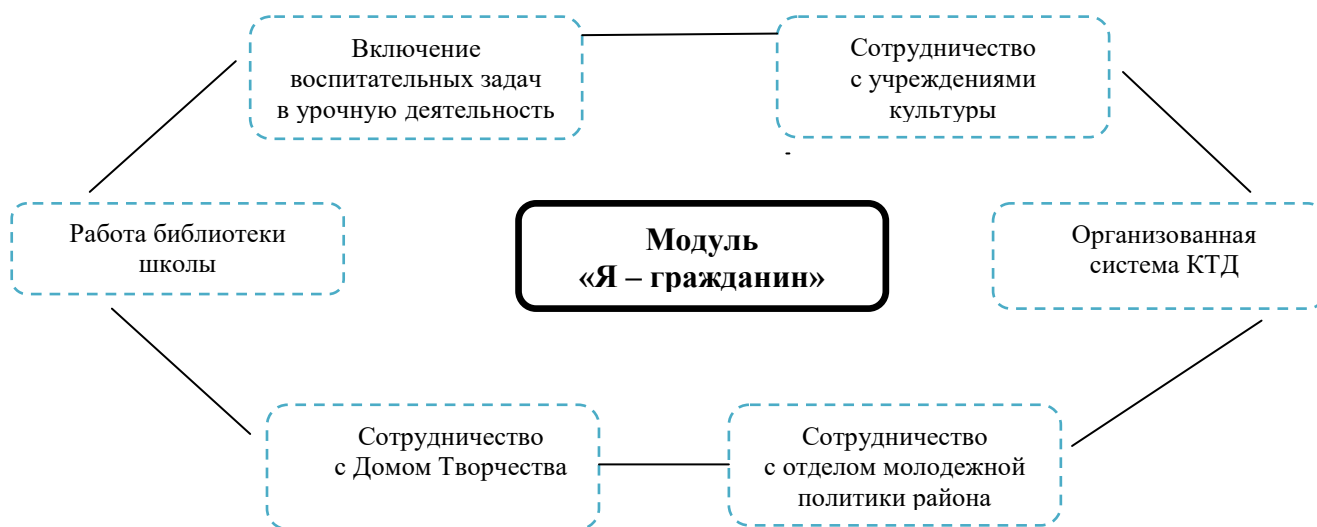 Включение
воспитательных задач
в урочную деятельность
Сотрудничество
с учреждениями
культуры
-
Работа библиотеки
школы
Модуль
«Я – гражданин»
Организованная
система КТД
Сотрудничество
с Домом Творчества
Сотрудничество
с отделом молодежной
политики района